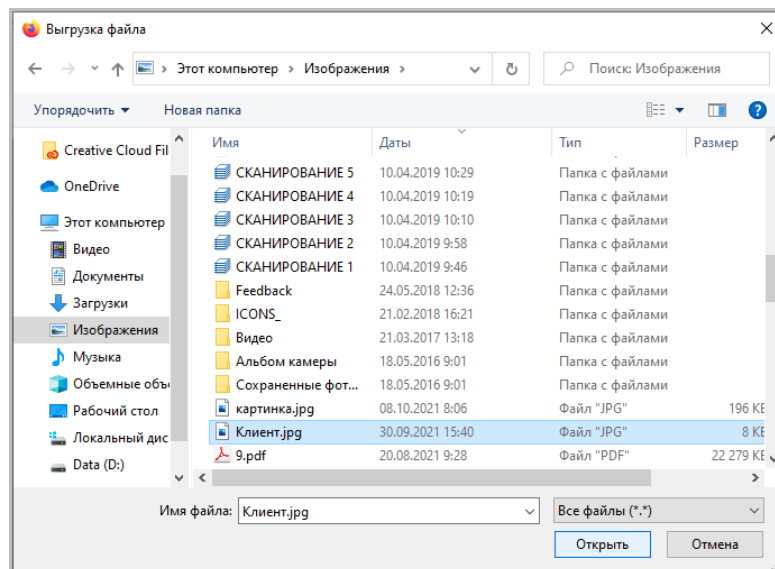 Выгрузка файла
Этот компьютер › Изображения ›
Поиск: Изображения
Упорядочить
Новая папка
Creative Cloud Fil
OneDrive
Этот компьютер
Видео
Документы
Загрузки
Изображения
Музыка
Объемные объ
Рабочий стол
Локальный дис
Data (D:)
Имя Даты Тип Размер
СКАНИРОВАНИЕ 5 10.04.2019 10:29 Папка с файлами
СКАНИРОВАНИЕ 4 10.04.2019 10:19 Папка с файлами
СКАНИРОВАНИЕ 3 10.04.2019 10:10 Папка с файлами
СКАНИРОВАНИЕ 2 10.04.2019 9:58 Папка с файлами
СКАНИРОВАНИЕ 1 10.04.2019 9:46 Папка с файлами
Feedback 24.05.2018 12:36 Папка с файлами
ICONS_ 21.02.2018 16:21 Папка с файлами
Видео 21.03.2017 13:18 Папка с файлами
Альбом камеры 18.05.2016 9:01 Папка с файлами
Сохраненные фот... 18.05.2016 9:01 Папка с файлами
картинка.jpg 08.10.2021 8:06 Файл "JPG" 196 КБ
Клиент.jpg 30.09.2021 15:40 Файл "JPG" 8 КБ
9.pdf 20.08.2021 9:28 Файл "PDF" 22 279 КБ
Имя файла: Клиент.jpg Все файлы (*.*)
Открыть Отмена